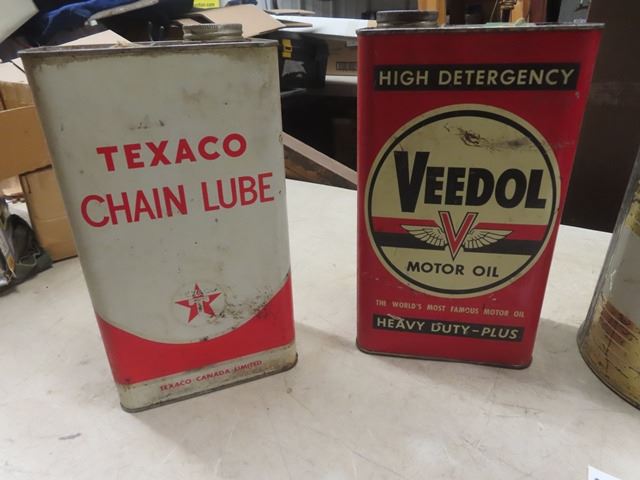 TEXACO
CHAIN LUBE
T
TEXACO CANADA LIMITED
HIGH DETERGENCY
VEEDOL
V
MOTOR OIL
THE WORLD'S MOST FAMOUS MOTOR OIL
HEAVY DUTY-PLUS